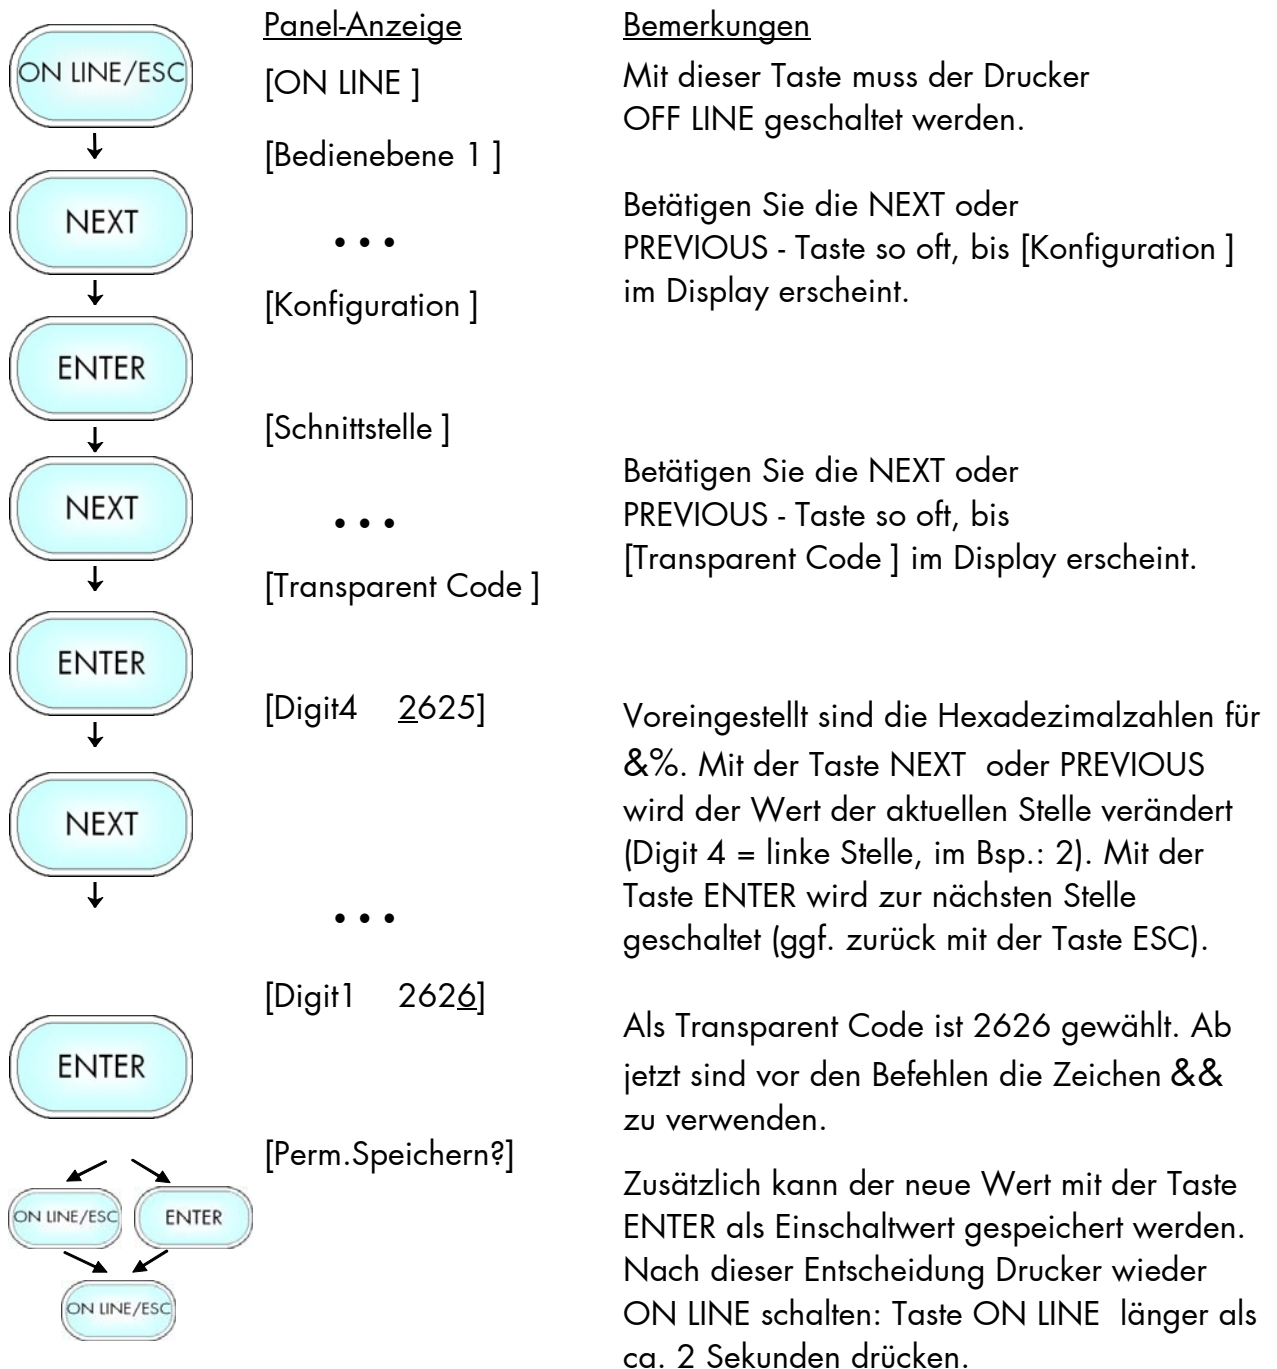 Panel-Anzeige
Bemerkungen
ON LINE/ESC
[ON LINE ]
Mit dieser Taste muss der Drucker
OFF LINE geschaltet werden.
[Bedienebene 1 ]
NEXT
• • •
Betätigen Sie die NEXT oder
PREVIOUS - Taste so oft, bis [Konfiguration ]
im Display erscheint.
[Konfiguration ]
ENTER
[Schnittstelle ]
NEXT
• • •
Betätigen Sie die NEXT oder
PREVIOUS - Taste so oft, bis
[Transparent Code ] im Display erscheint.
[Transparent Code ]
ENTER
[Digit4 2625]
Voreingestellt sind die Hexadezimalzahlen für
&%. Mit der Taste NEXT oder PREVIOUS
wird der Wert der aktuellen Stelle verändert
(Digit 4 = linke Stelle, im Bsp.: 2). Mit der
Taste ENTER wird zur nächsten Stelle
geschaltet (ggf. zurück mit der Taste ESC).
NEXT
• • •
[Digit1 2626]
ENTER
Als Transparent Code ist 2626 gewählt. Ab
jetzt sind vor den Befehlen die Zeichen &&
zu verwenden.
[Perm.Speichern?]
ON LINE/ESC
ENTER
ON LINE/ESC
Zusätzlich kann der neue Wert mit der Taste
ENTER als Einschaltwert gespeichert werden.
Nach dieser Entscheidung Drucker wieder
ON LINE schalten: Taste ON LINE länger als
ca. 2 Sekunden drücken.